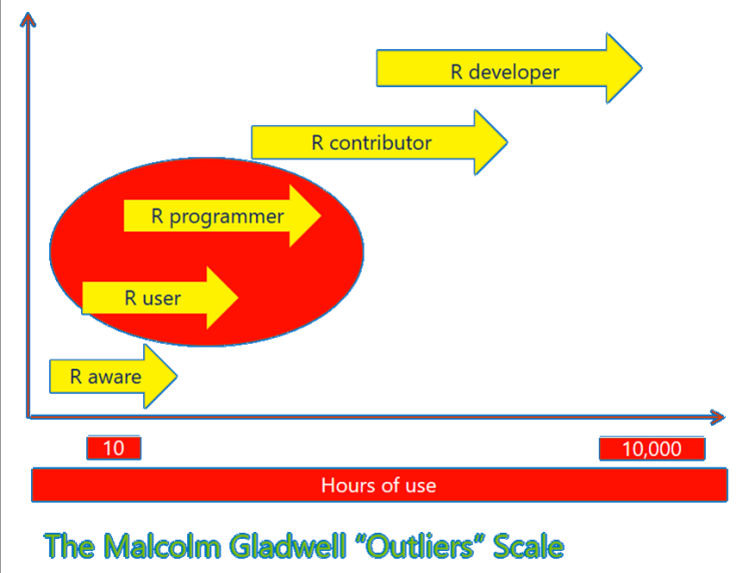 R developer
R contributor
R programmer
R user
R aware
10
10,000
Hours of use
The Malcolm Gladwell "Outliers" Scale